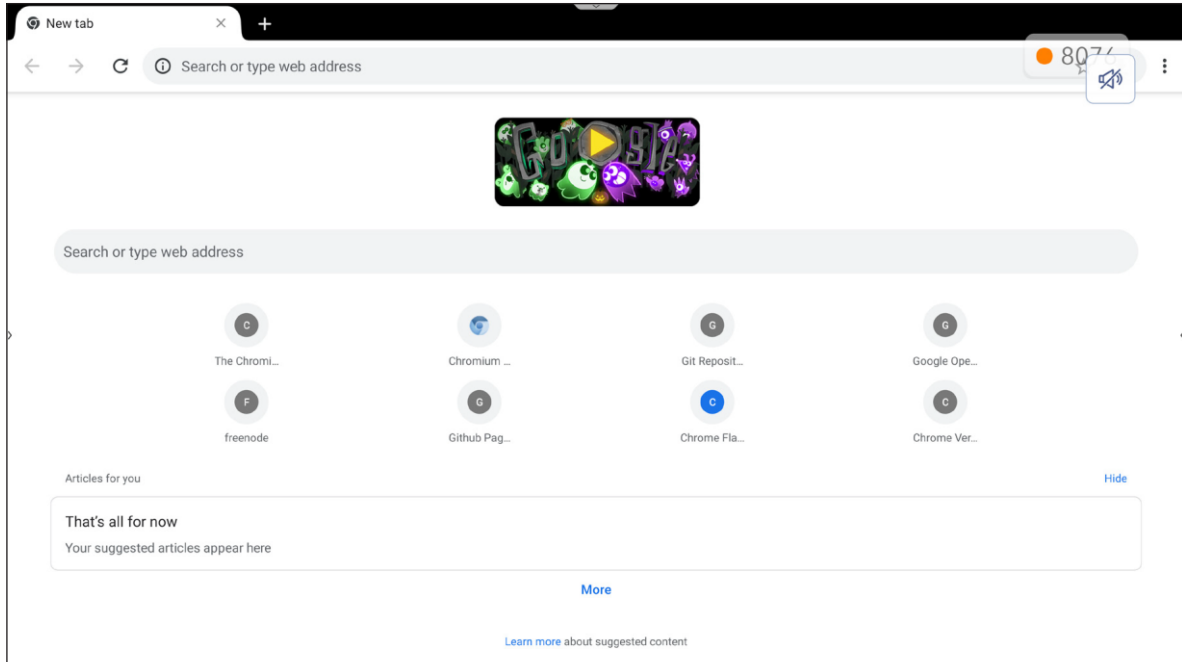 New tab
Search or type web address
8076
Google
Search or type web address
C
The Chromi...
Chromium ...
G
Git Reposit...
G
Google Ope...
F
freenode
G
Github Pag...
C
Chrome Fla...
C
Chrome Ver...
Articles for you
Hide
That's all for now
Your suggested articles appear here
More
Learn more about suggested content